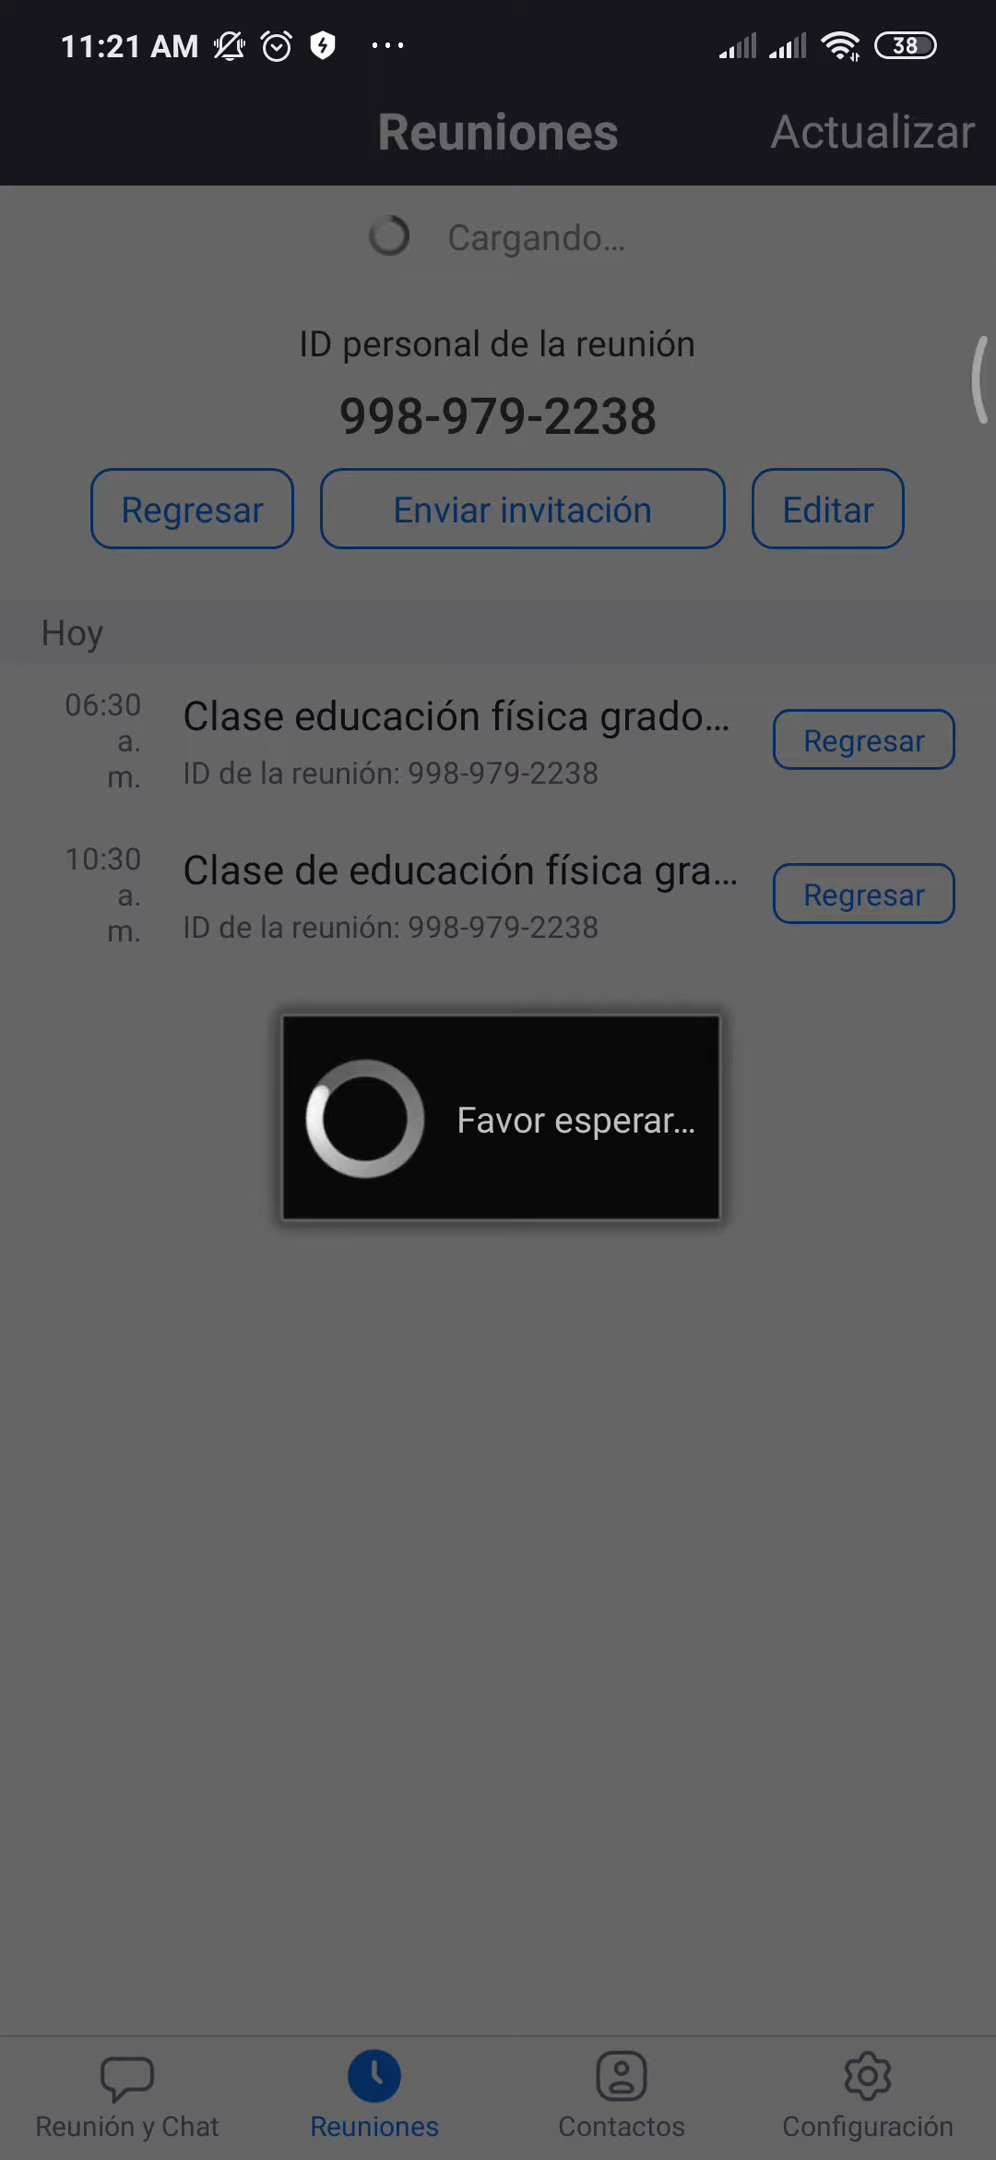 11:21 AM
38
Reuniones
Actualizar
Cargando...
ID personal de la reunión
998-979-2238
Regresar
Enviar invitación
Editar
Hoy
06:30
a.
m.
Clase educación física grado...
ID de la reunión: 998-979-2238
Regresar
10:30
a.
m.
Clase de educación física gra...
ID de la reunión: 998-979-2238
Regresar
Favor esperar...
Reunión y Chat
Reuniones
Contactos
Configuración